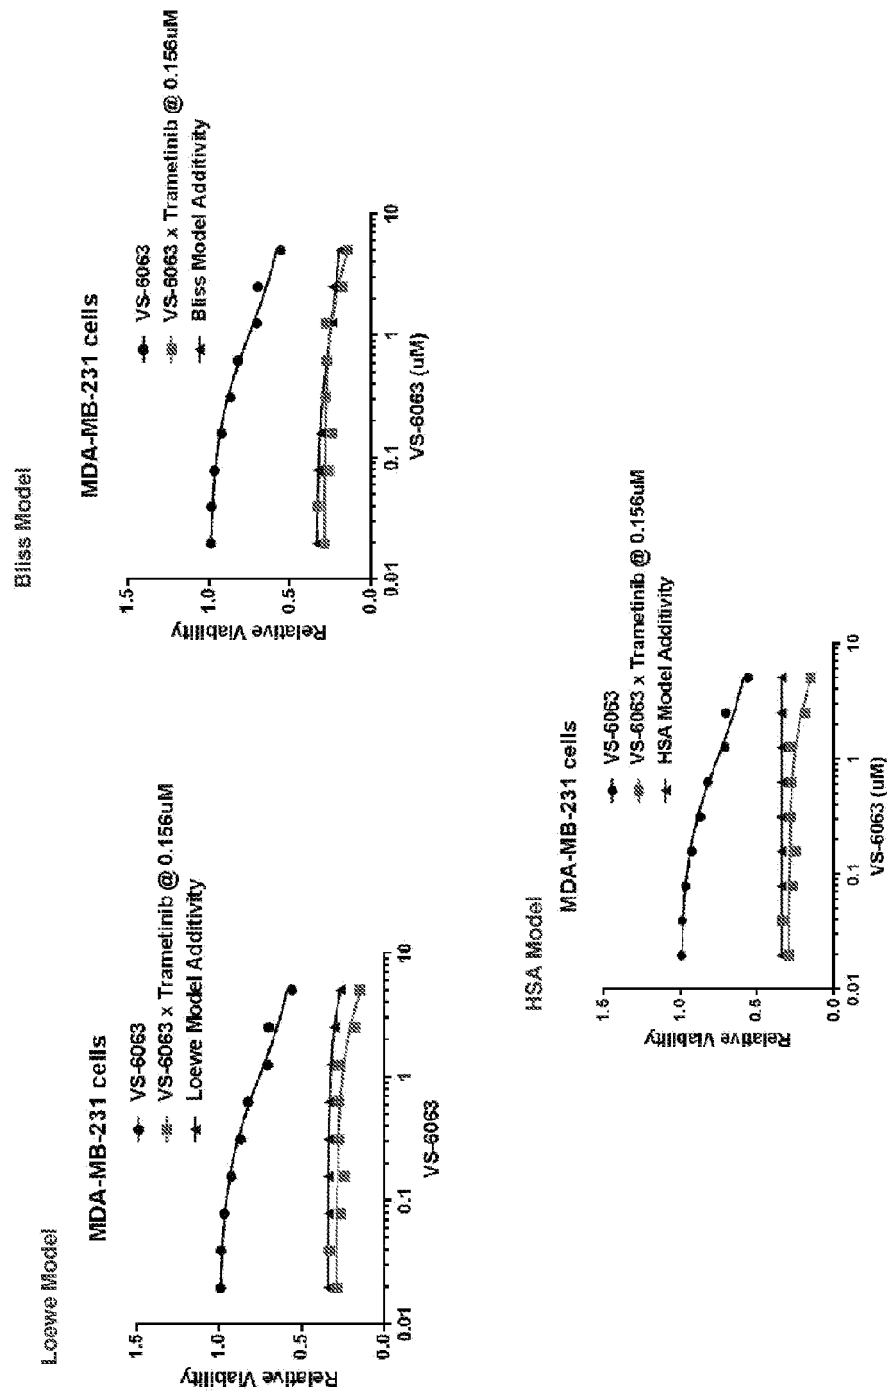 Loewe Model
MDA-MB-231 cells
VS-6063
VS-6063 x Trametinib @ 0.156uM
Loewe Model Additivity
Relative Viability
1.5
1.0
0.5
0.0
0.01
0.1
1
10
VS-6063
Bliss Model
MDA-MB-231 cells
VS-6063
VS-6063 x Trametinib @ 0.156uM
Bliss Model Additivity
Relative Viability
1.5
1.0
0.5
0.0
0.01
0.1
1
10
VS-6063 (uM)
HSA Model
MDA-MB-231 cells
VS-6063
VS-6063 x Trametinib @ 0.156uM
HSA Model Additivity
Relative Viability
1.5
1.0
0.5
0.0
0.01
0.1
1
10
VS-6063 (uM)